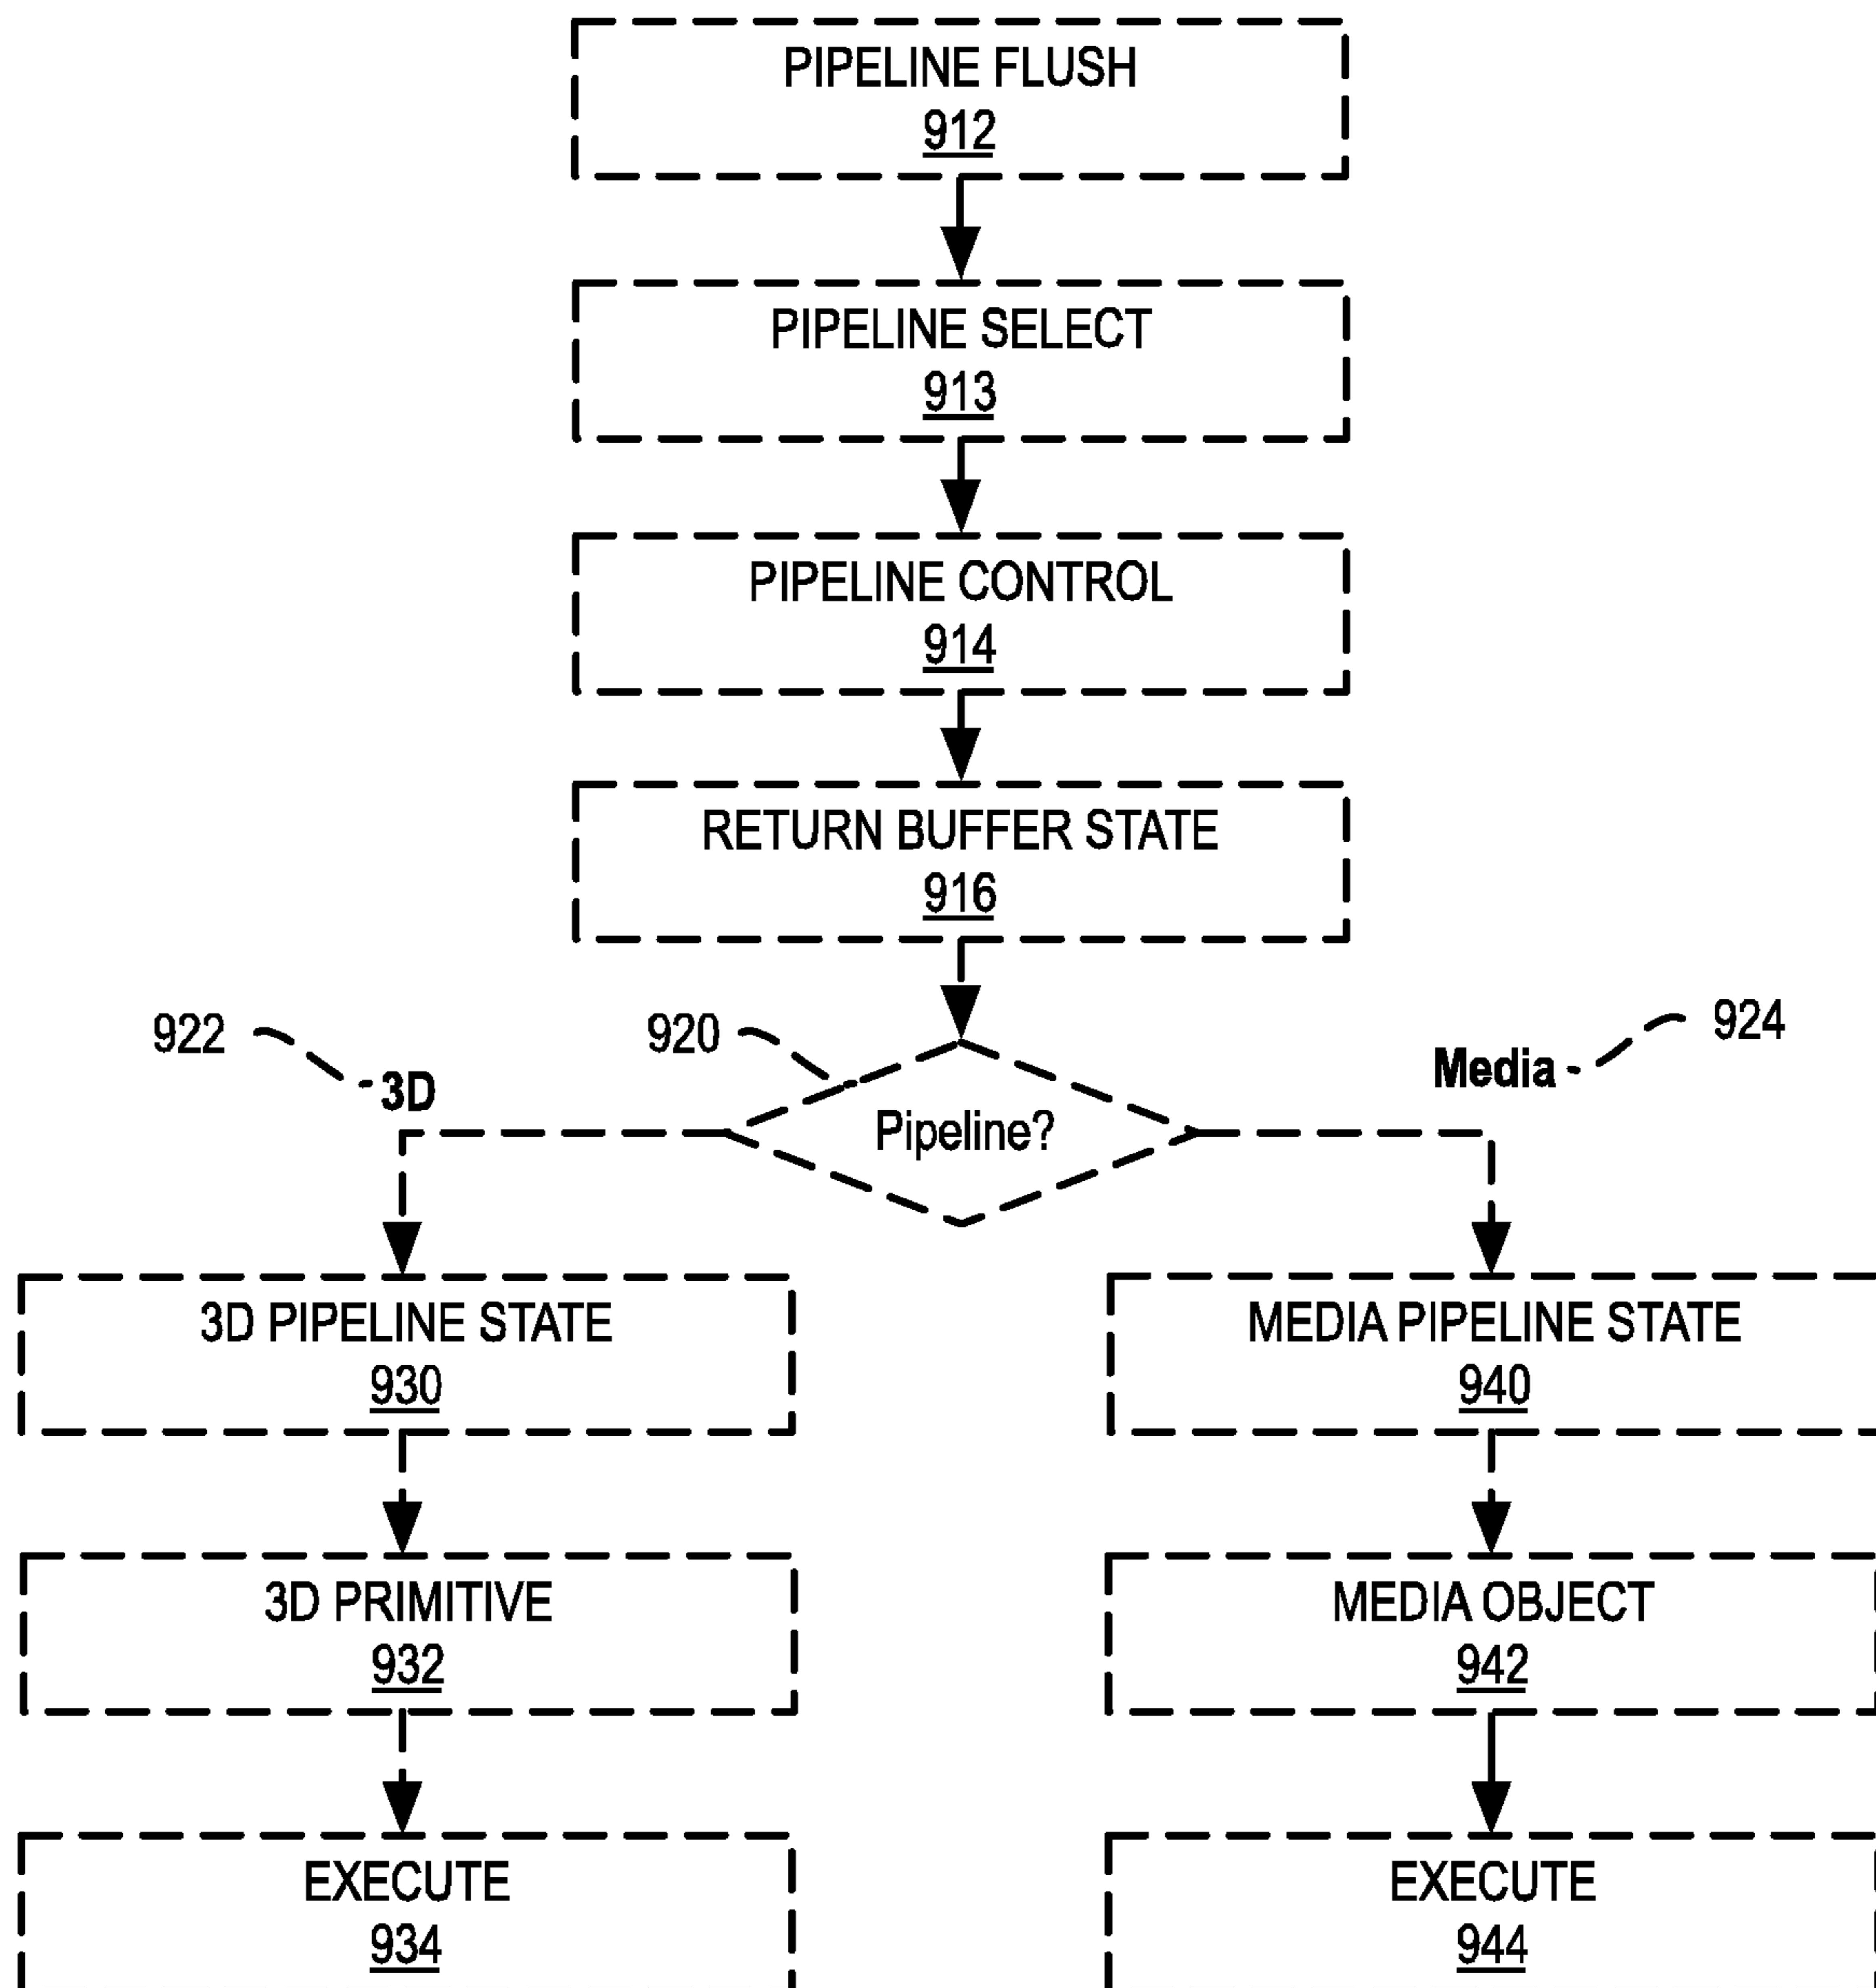 PIPELINE FLUSH
912
PIPELINE SELECT
913
PIPELINE CONTROL
914
RETURN BUFFER STATE
916
922
920
924
3D
Media
Pipeline?
3D PIPELINE STATE
930
MEDIA PIPELINE STATE
940
3D PRIMITIVE
932
MEDIA OBJECT
942
EXECUTE
934
EXECUTE
944